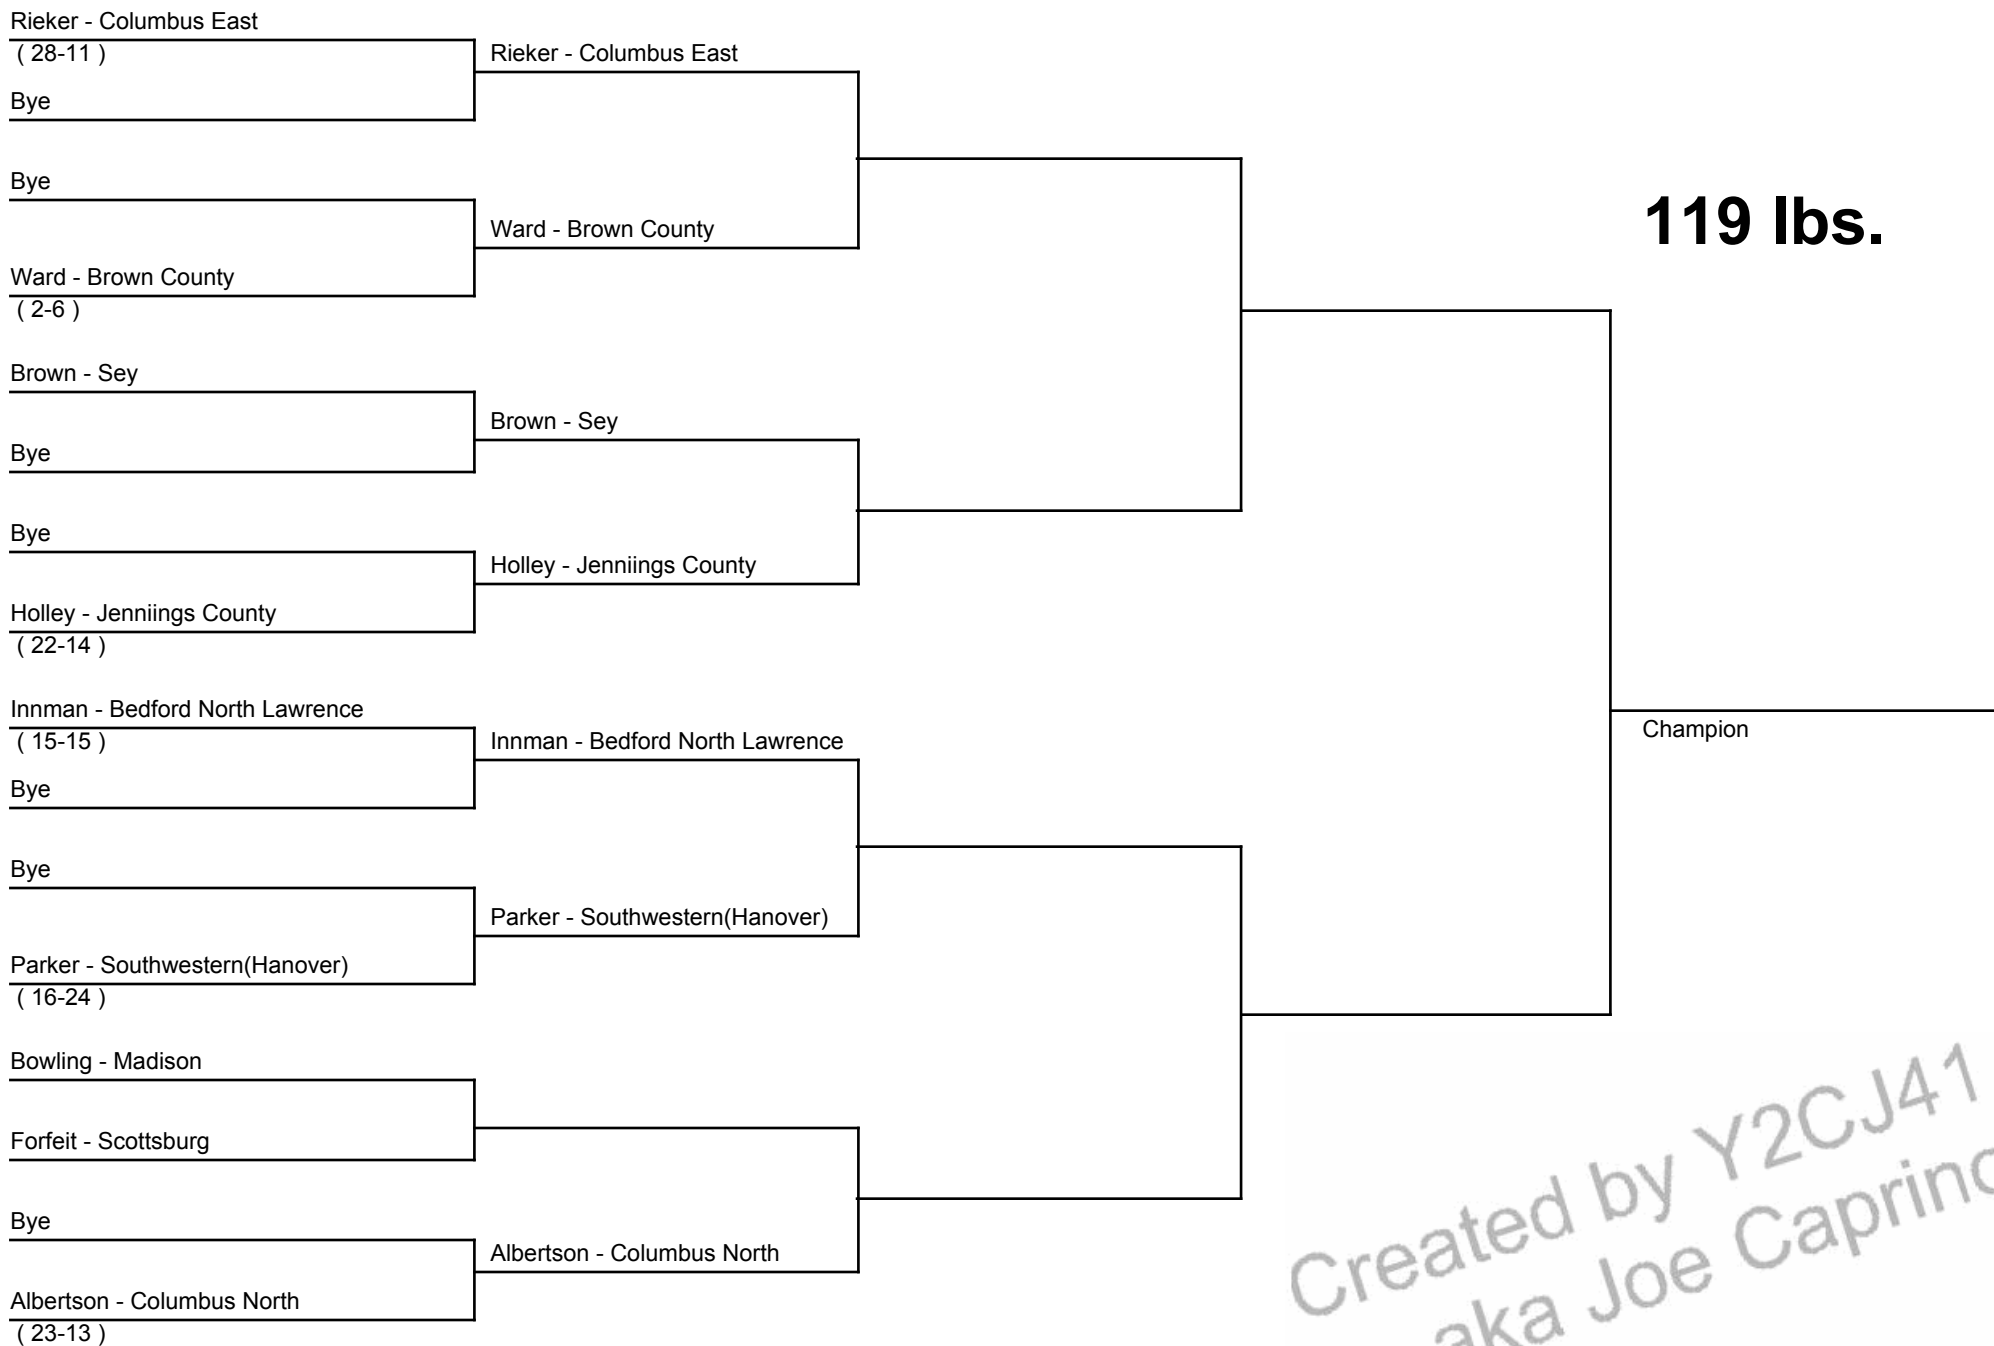 Rieker - Columbus East
( 28-11 )
Rieker - Columbus East
Bye
Bye
Ward - Brown County
119 lbs.
Ward - Brown County
( 2-6 )
Brown - Sey
Brown - Sey
Bye
Bye
Holley - Jenniings County
Holley - Jenniings County
( 22-14 )
Innman - Bedford North Lawrence
( 15-15 )
Innman - Bedford North Lawrence
Champion
Bye
Bye
Parker - Southwestern(Hanover)
Parker - Southwestern(Hanover)
( 16-24 )
Bowling - Madison
Forfeit - Scottsburg
Bye
Albertson - Columbus North
Albertson - Columbus North
( 23-13 )
Created by Y2CJ41
aka Joe Caprino